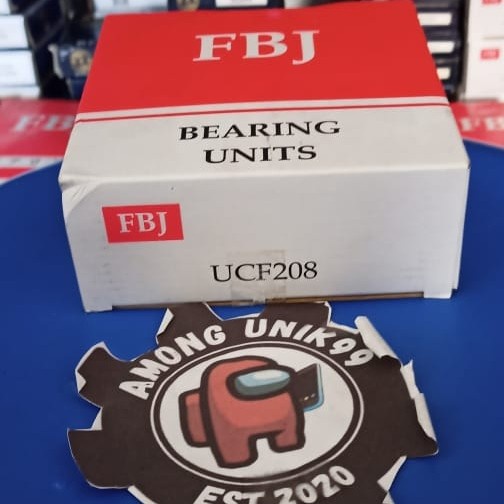 FBJ
BEARING
UNITS
FBJ
UCF208
AMONG UNIK99
EST 2020